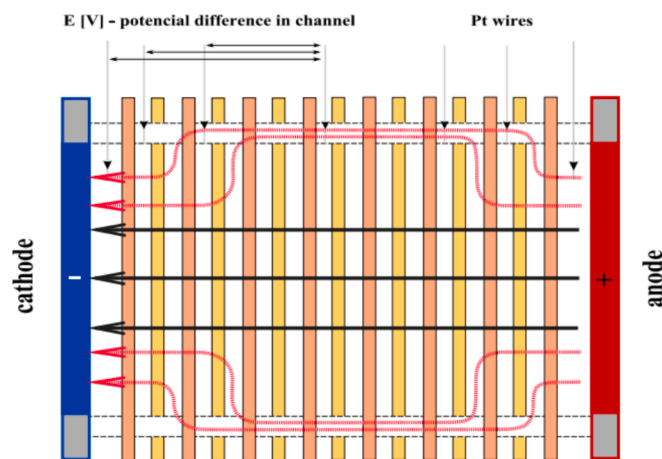 E [V] - potencial difference in channel
Pt wires
cathode
-
+
anode